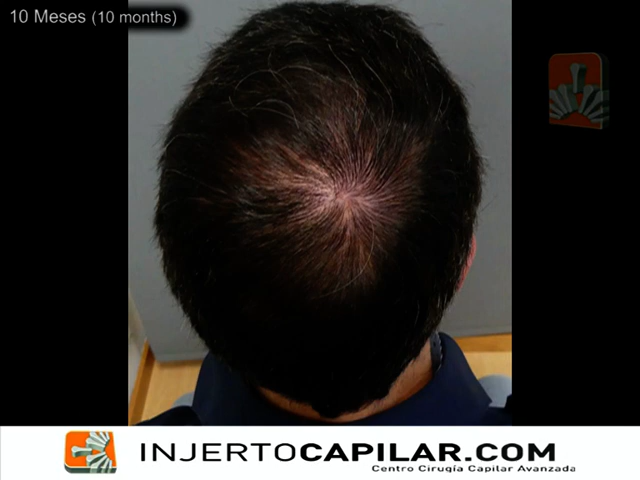 10 Meses (10 months)
INJERTOCAPILAR.COM
Centro Cirugía Capilar Avanzada